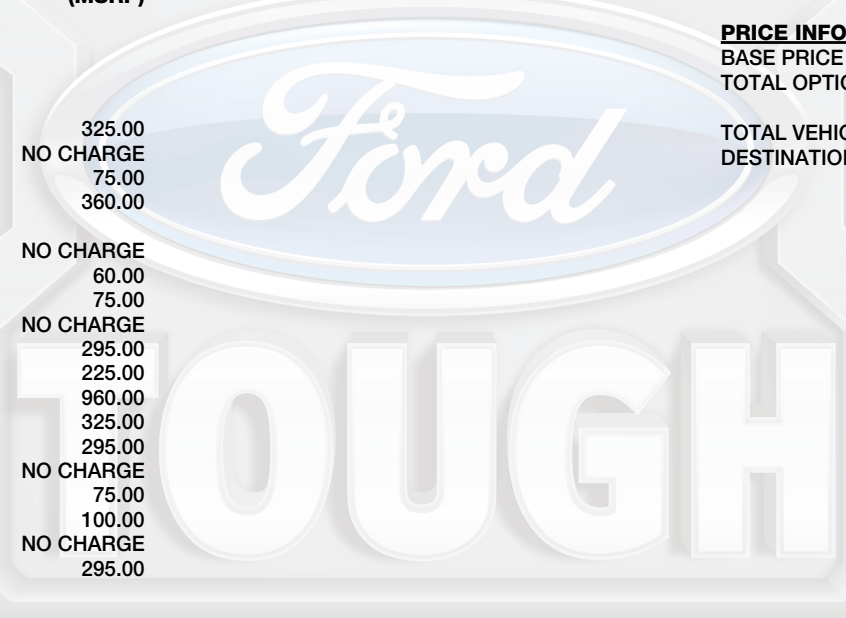 (MSRP)
325.00
NO CHARGE
75.00
360.00
NO CHARGE
60.00
75.00
NO CHARGE
295.00
225.00
960.00
325.00
295.00
NO CHARGE
75.00
100.00
NO CHARGE
295.00
PRICE INFO
BASE PRICE
TOTAL OPTIO
TOTAL VEHIC
DESTINATION
Ford
TOUGH